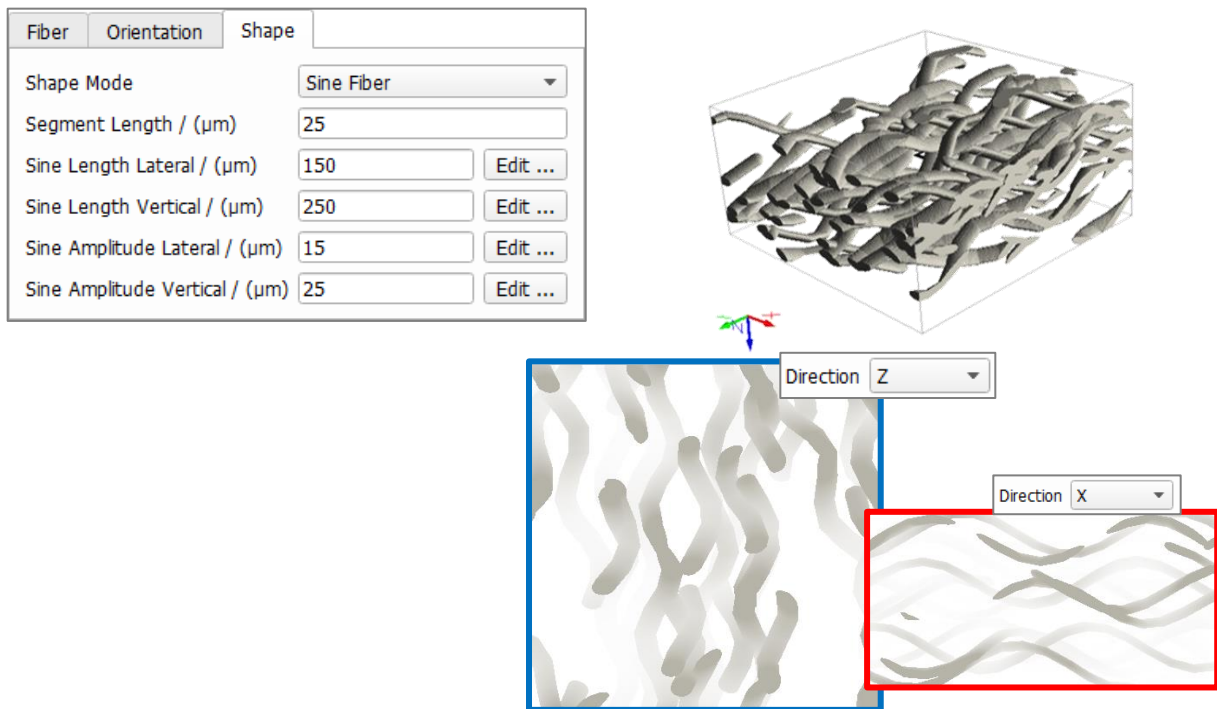 Fiber Orientation Shape
Shape Mode Sine Fiber
Segment Length / (µm) 25
Sine Length Lateral / (µm) 150 Edit ...
Sine Length Vertical / (µm) 250 Edit ...
Sine Amplitude Lateral / (µm) 15 Edit ...
Sine Amplitude Vertical / (µm) 25 Edit ...
Direction Z
Direction X